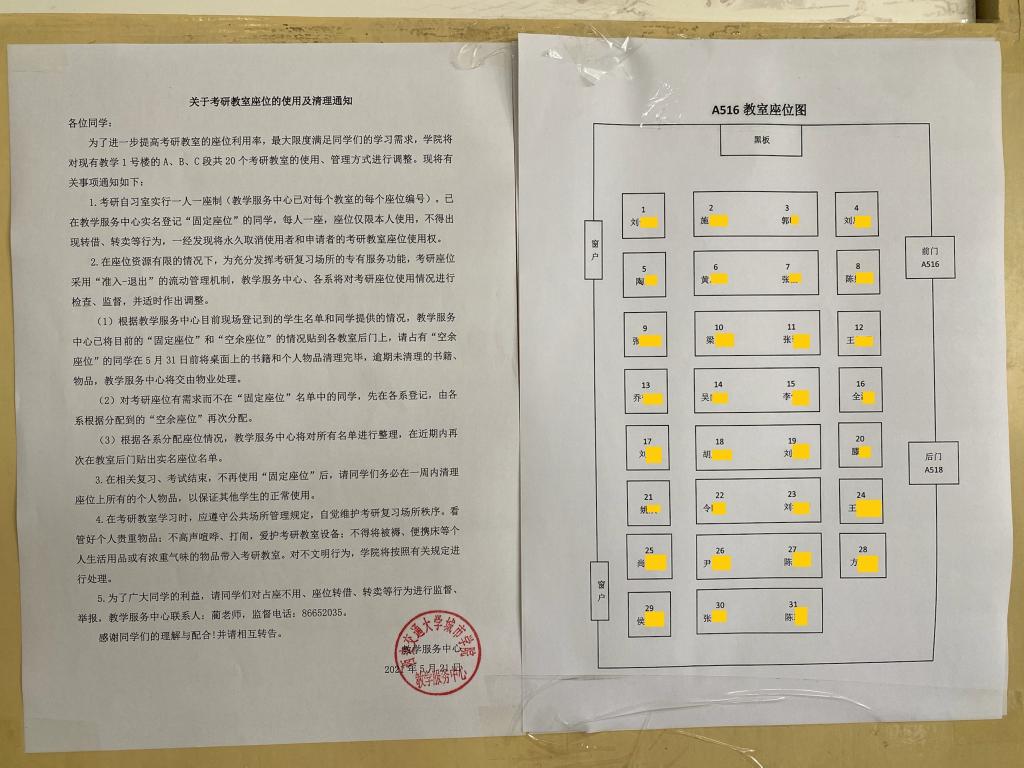 关于考研教室座位的使用及清理通知
各位同学：
为了进一步提高考研教室的座位利用率，最大限度满足同学们的学习需求，学院将
对现有教学1号楼的A、B、C段共20个考研教室的使用、管理方式进行调整。现将有
关事项通知如下：
1.考研自习室实行一人一座制（教学服务中心已对每个教室的每个座位编号），已
在教学服务中心实名登记“固定座位”的同学，每人一座，座位仅限本人使用，不得出
现转借、转卖等行为，一经发现将永久取消使用者和申请者的考研教室座位使用权。
2.在座位资源有限的情况下，为充分发挥考研复习场所的专有服务功能，考研座位
采用“准入-退出”的流动管理机制，教学服务中心、各系将对考研座位使用情况进行
检查、监督，并适时作出调整。
（1）根据教学服务中心目前现场登记到的学生名单和同学提供的情况，教学服务
中心已将目前的“固定座位”和“空余座位”的情况贴到各教室后门上，请占有“空余
座位”的同学在5月31日前将桌面上的书籍和个人物品清理完毕，逾期未清理的书籍、
物品，教学服务中心将交由物业处理。
（2）对考研座位有需求而不在“固定座位”名单中的同学，先在各系登记，由各
系根据分配到的“空余座位”再次分配。
（3）根据各系分配座位情况，教学服务中心将对所有名单进行整理，在近期内再
次在教室后门贴出实名座位名单。
3.在相关复习、考试结束，不再使用“固定座位”后，请同学们务必在一周内清理
座位上所有的个人物品，以保证其他学生的正常使用。
4.在考研教室学习时，应遵守公共场所管理规定，自觉维护考研复习场所秩序。看
管好个人贵重物品；不高声喧哗、打闹，爱护考研教室设备；不得将被褥、便携床等个
人生活用品或有浓重气味的物品带入考研教室。对不文明行为，学院将按照有关规定进
行处理。
5.为了广大同学的利益，请同学们对占座不用、座位转借、转卖等行为进行监督、
举报，教学服务中心联系人：蔺老师，监督电话：86652035。
感谢同学们的理解与配合！并请相互转告。
教学服务中心
2021年5月21日
交通大学城市学院
教学服务中心
A516 教室座位图
黑板
窗户
前门
A516
后门
A518
窗户
1 2 3 4
刘 施 郭 刘
5 6 7 8
陶 黄 张 陈
9 10 11 12
张 梁 张 王
13 14 15 16
乔 吴 李 全
17 18 19 20
刘 胡 刘 滕
21 22 23 24
姚 令 刘 王
25 26 27 28
尚 尹 陈 方
29 30 31
侯 张 陈